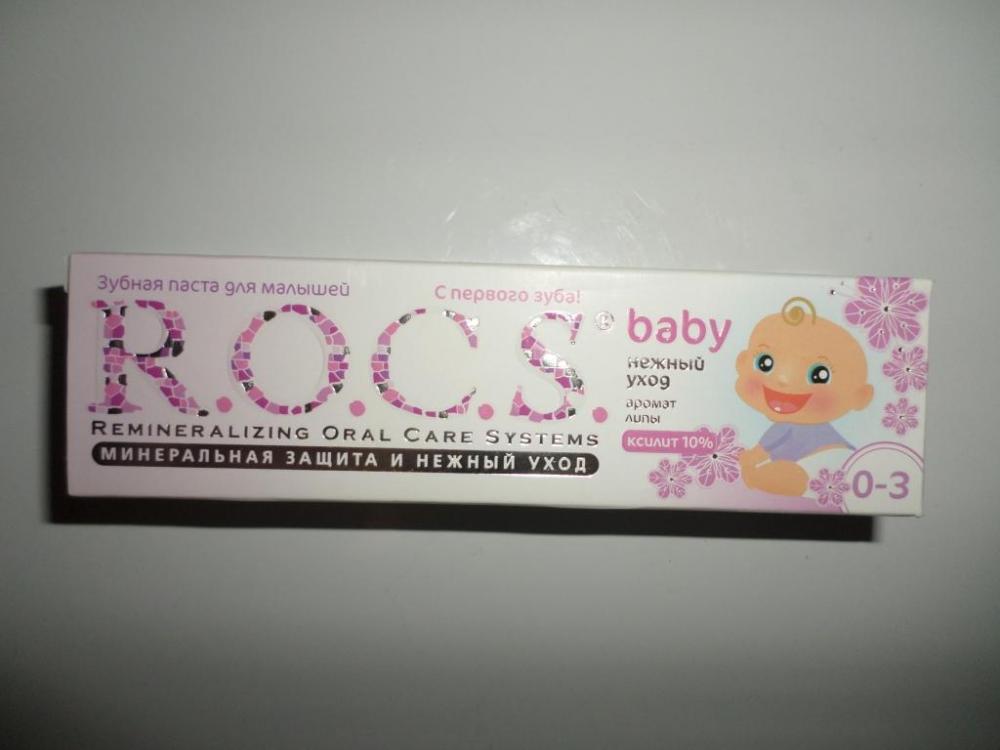 Зубная паста для малышей
С первого зуба!
R.O.C.S.®
REMINERALIZING ORAL CARE SYSTEMS
МИНЕРАЛЬНАЯ ЗАЩИТА И НЕЖНЫЙ УХОД
baby
нежный
уход
аромат
липы
ксилит 10%
0-3